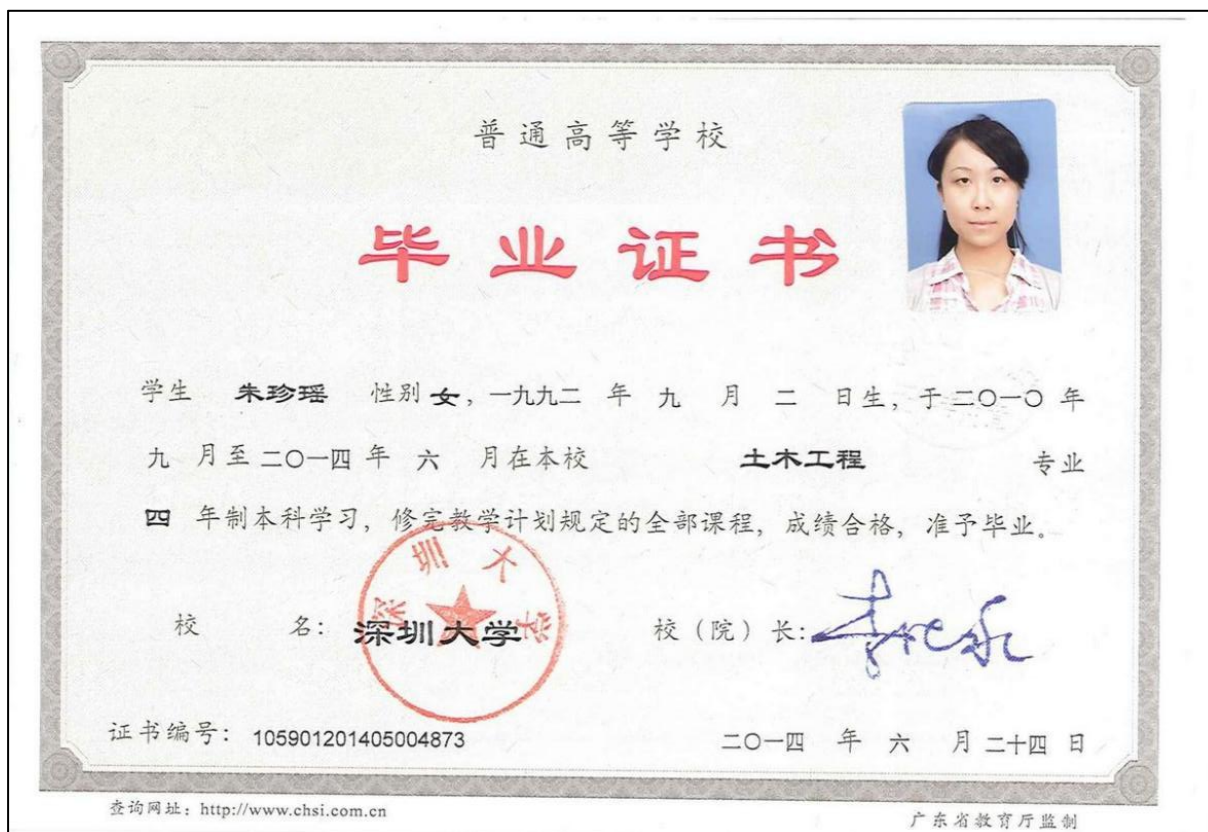 普通高等学校
毕业证书
学生 朱珍瑶 性别 女，一九九二 年 九 月 二 日生，于 二〇一〇 年
九 月至 二〇一四 年 六 月在本校 土木工程 专业
四 年制本科学习，修完教学计划规定的全部课程，成绩合格，准予毕业。
深圳大学
校 名：深圳大学 校（院）长：
证书编号：105901201405004873 二〇一四 年 六 月 二十四 日
查询网址：http://www.chsi.com.cn 广东省教育厅监制